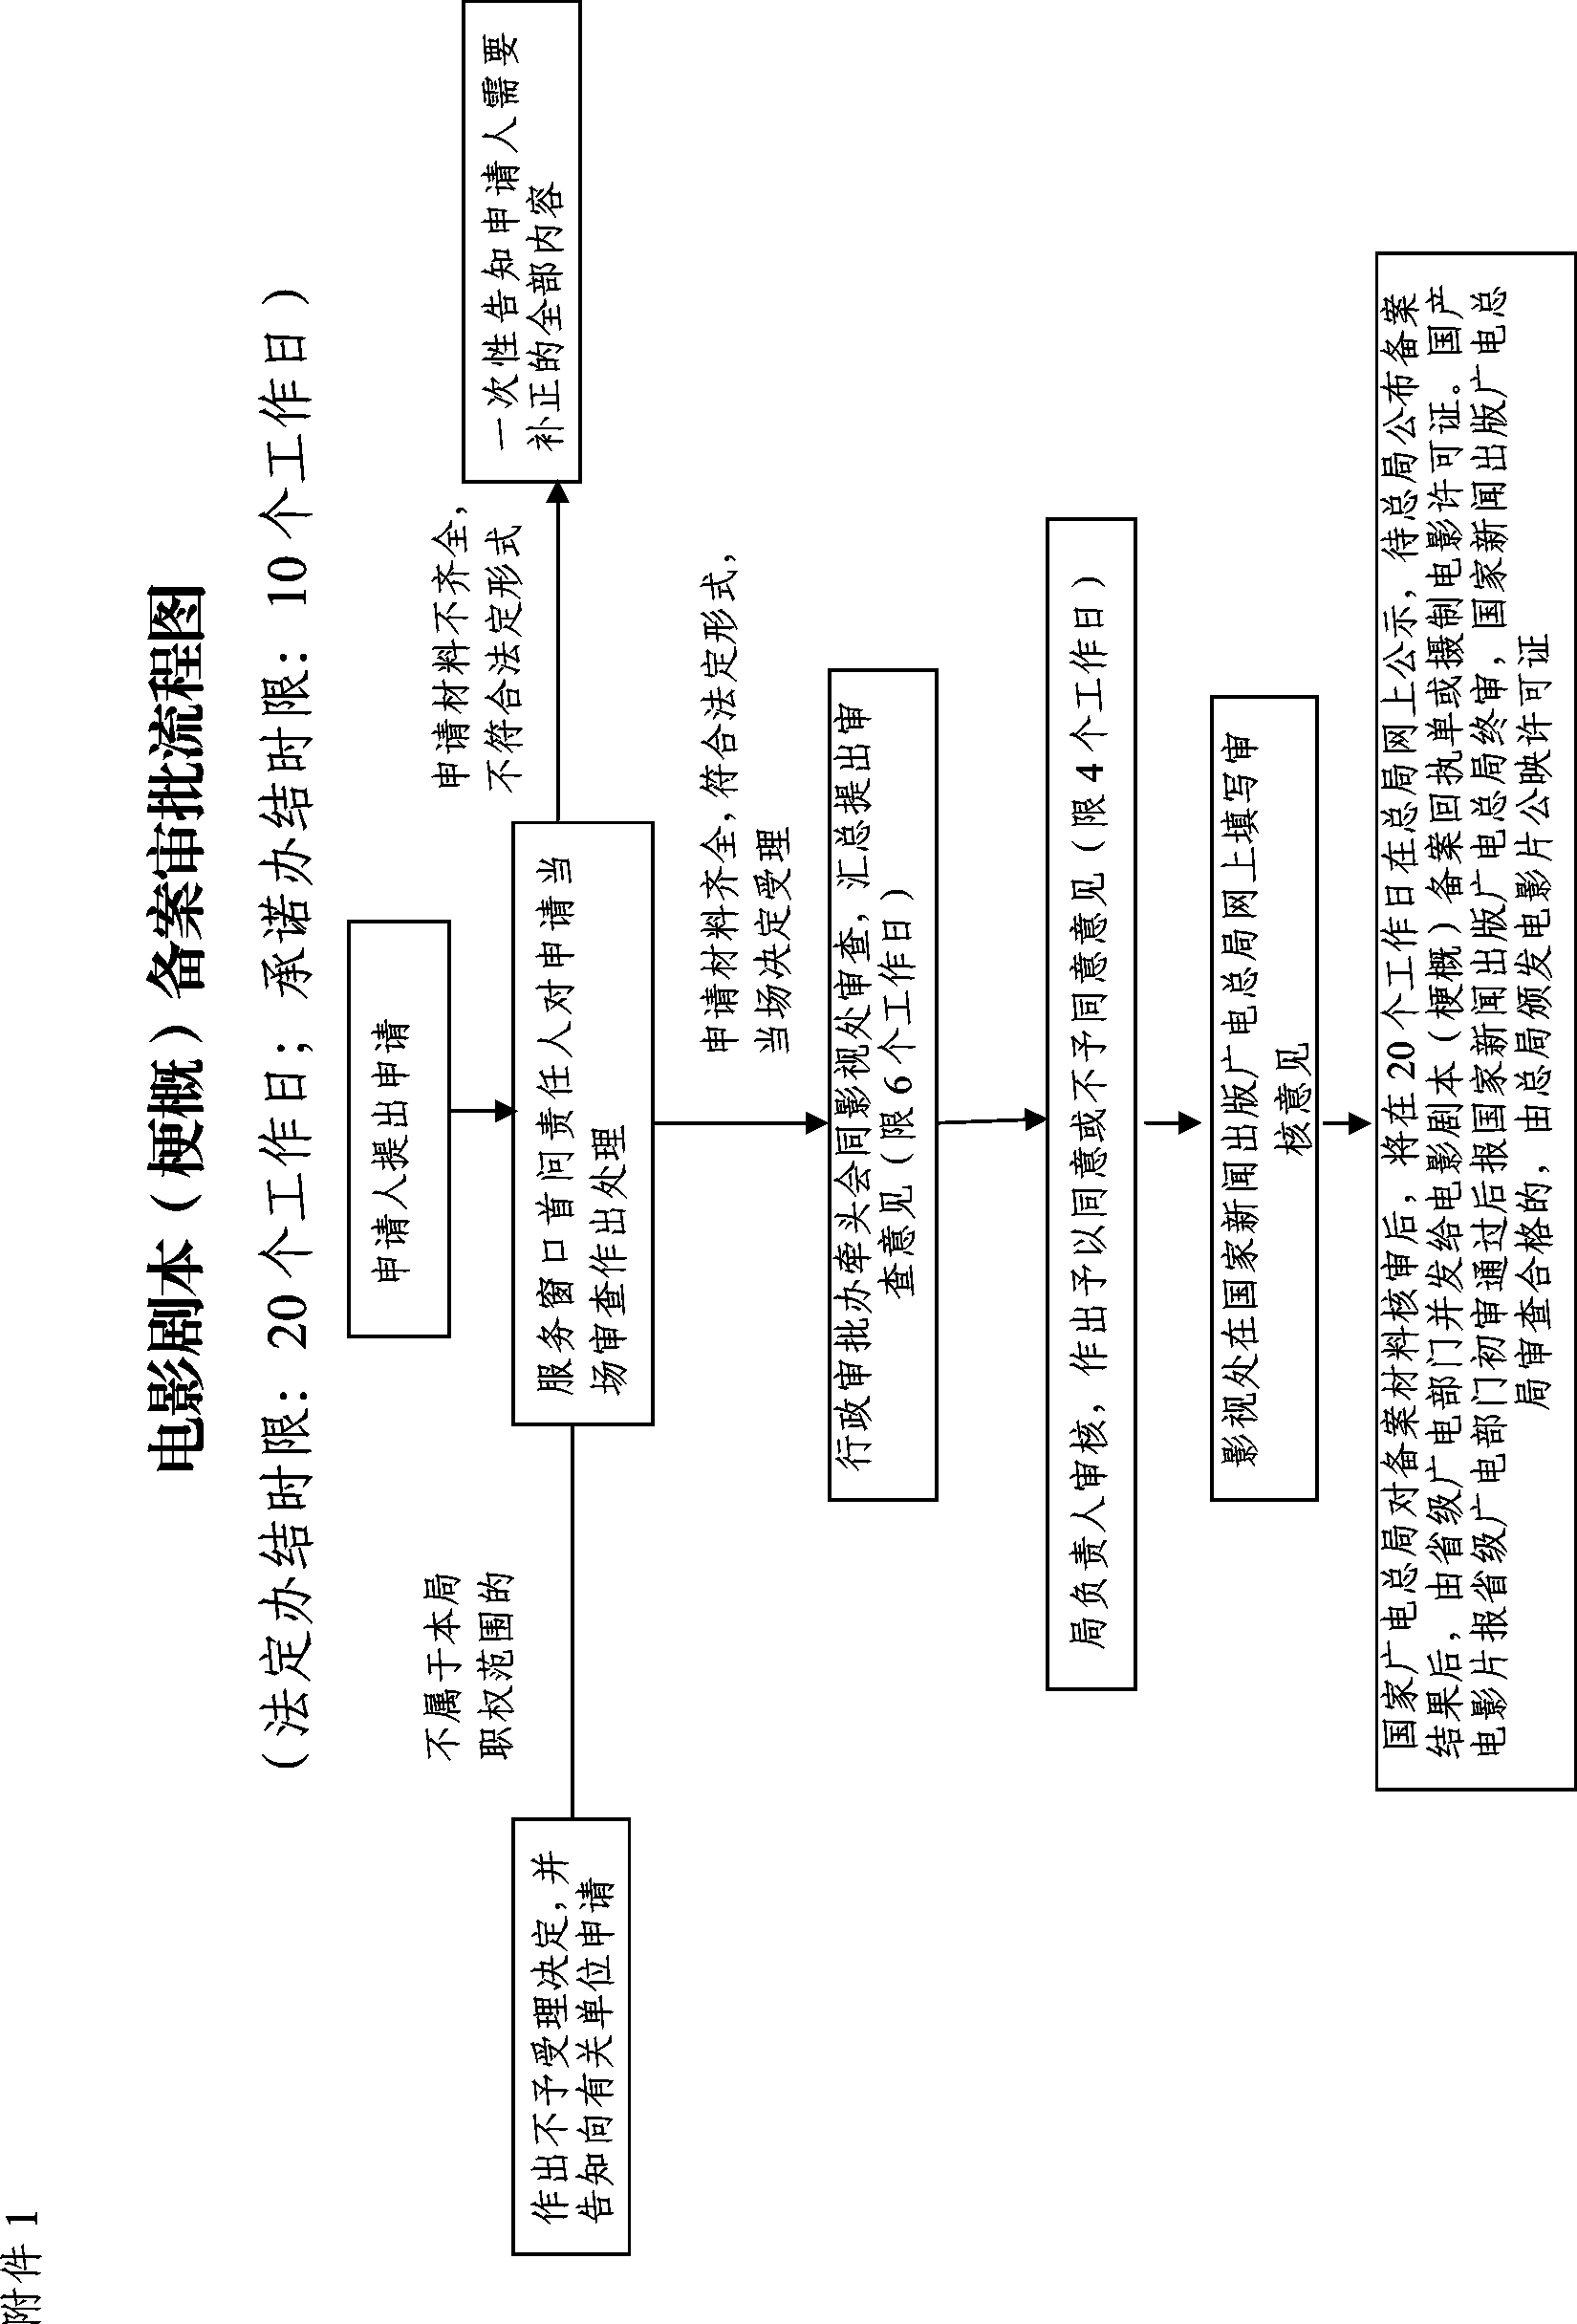 附件 1
电影剧本（梗概）备案审批流程图
（法定办结时限：20 个工作日；承诺办结时限：10 个工作日）
申请人提出申请
不属于本局
职权范围的
申请材料不齐全，
不符合法定形式
作出不予受理决定，并
告知向有关单位申请
服务窗口首问责任人对申请当
场审查作出处理
一次性告知申请人需要
补正的全部内容
申请材料齐全，符合法定形式，
当场决定受理
行政审批办牵头会同影视处审查，汇总提出审
查意见（限 6 个工作日）
局负责人审核，作出予以同意或不予同意意见（限 4 个工作日）
影视处在国家新闻出版广电总局网上填写审
核意见
国家广电总局对备案材料核审后，将在 20 个工作日在总局网上公示，待总局公布备案
结果后，由省级广电部门并发给电影剧本（梗概）备案回执单或摄制电影许可证。国产
电影片报省级广电部门初审通过后报国家新闻出版广电总局终审，国家新闻出版广电总
局审查合格的，由总局颁发电影片公映许可证